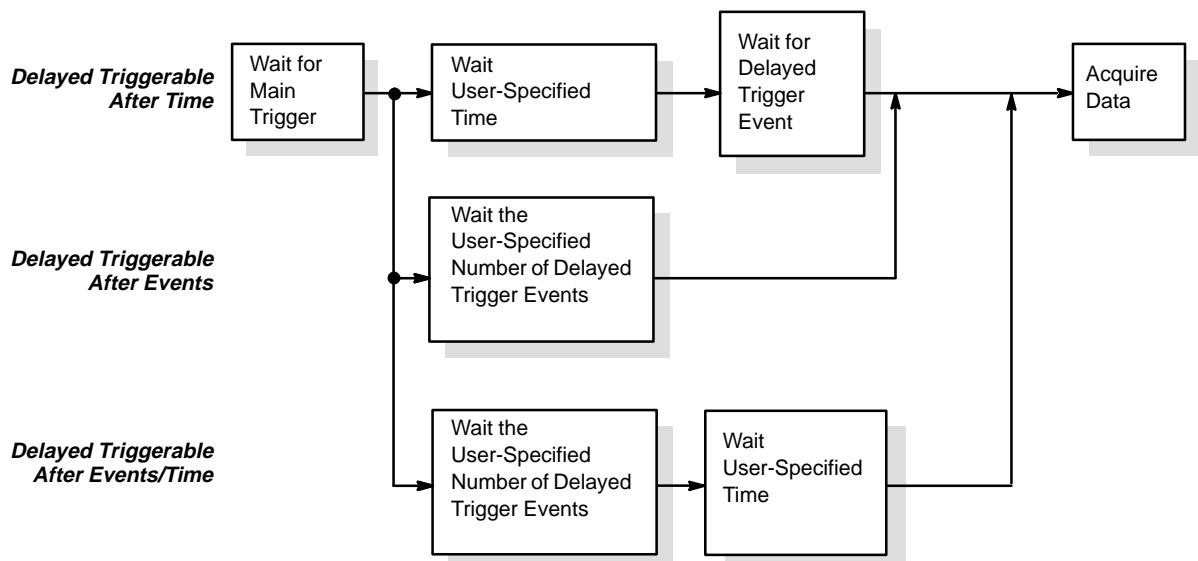 Delayed Triggerable
After Time
Wait for
Main
Trigger
Wait
User-Specified
Time
Wait for
Delayed
Trigger
Event
Acquire
Data
Delayed Triggerable
After Events
Wait the
User-Specified
Number of Delayed
Trigger Events
Delayed Triggerable
After Events/Time
Wait the
User-Specified
Number of Delayed
Trigger Events
Wait
User-Specified
Time